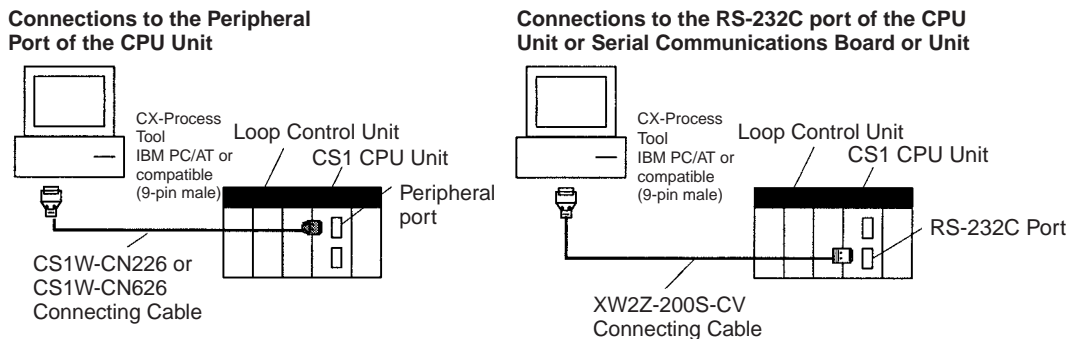 Connections to the Peripheral
Port of the CPU Unit
CX-Process
Tool
IBM PC/AT or
compatible
(9-pin male)
Loop Control Unit
CS1 CPU Unit
Peripheral
port
CS1W-CN226 or
CS1W-CN626
Connecting Cable
Connections to the RS-232C port of the CPU
Unit or Serial Communications Board or Unit
CX-Process
Tool
IBM PC/AT or
compatible
(9-pin male)
Loop Control Unit
CS1 CPU Unit
RS-232C Port
XW2Z-200S-CV
Connecting Cable